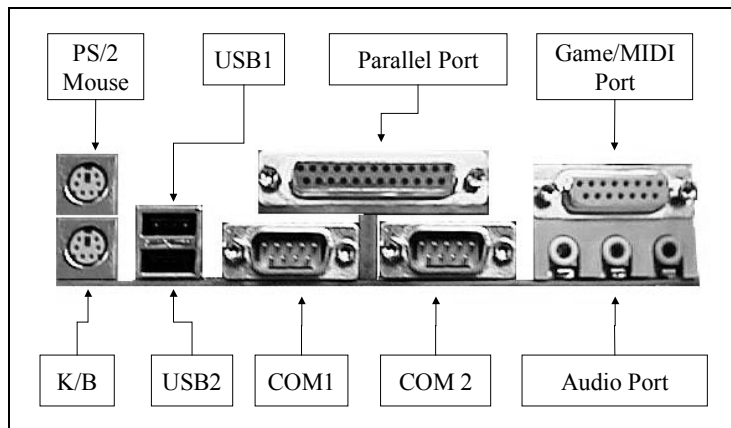 PS/2
Mouse
USB1
Parallel Port
Game/MIDI
Port
K/B
USB2
COM1
COM 2
Audio Port